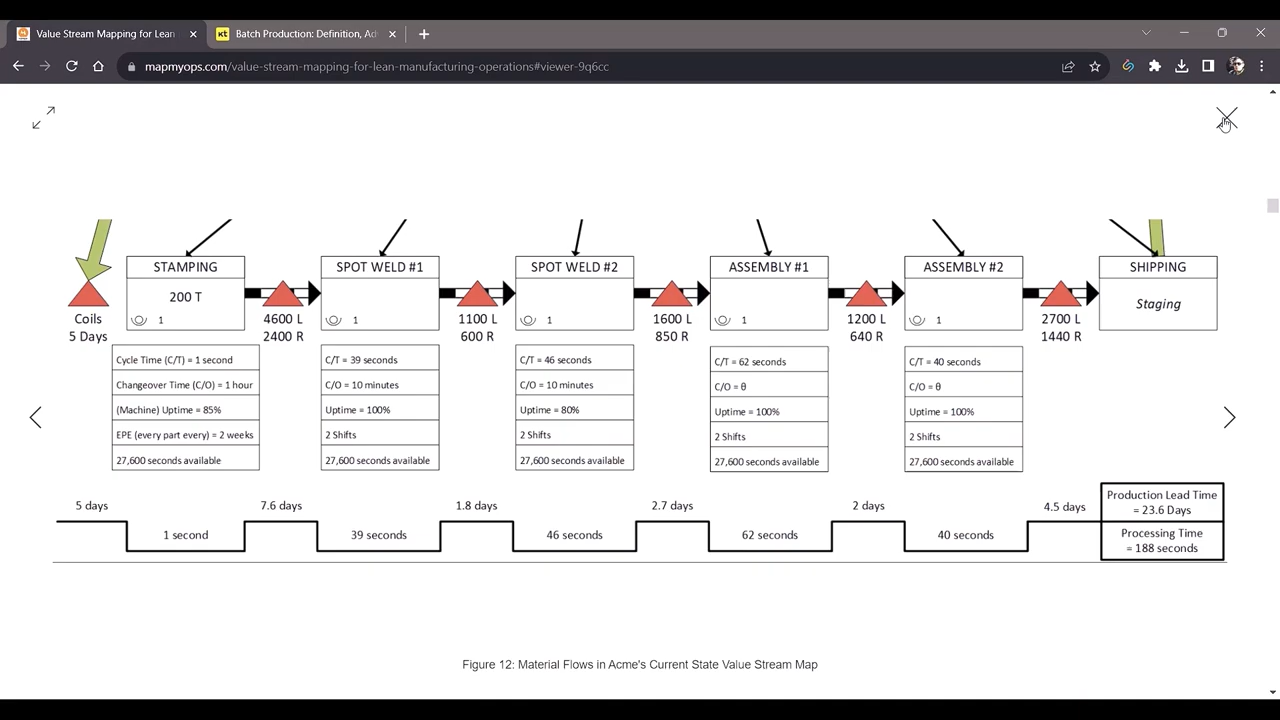 Value Stream Mapping for Lean
Batch Production: Definition, Ad
mapmyops.com/value-stream-mapping-for-lean-manufacturing-operations#viewer-9q6cc
STAMPING
SPOT WELD #1
SPOT WELD #2
ASSEMBLY #1
ASSEMBLY #2
SHIPPING
200 T
Staging
1
1
1
1
1
Coils
5 Days
4600 L
2400 R
1100 L
600 R
1600 L
850 R
1200 L
640 R
2700 L
1440 R
Cycle Time (C/T) = 1 second
Changeover Time (C/O) = 1 hour
(Machine) Uptime = 85%
EPE (every part every) = 2 weeks
27,600 seconds available
C/T = 39 seconds
C/O = 10 minutes
Uptime = 100%
2 Shifts
27,600 seconds available
C/T = 46 seconds
C/O = 10 minutes
Uptime = 80%
2 Shifts
27,600 seconds available
C/T = 62 seconds
C/O = θ
Uptime = 100%
2 Shifts
27,600 seconds available
C/T = 40 seconds
C/O = θ
Uptime = 100%
2 Shifts
27,600 seconds available
5 days
7.6 days
1.8 days
2.7 days
2 days
4.5 days
1 second
39 seconds
46 seconds
62 seconds
40 seconds
Production Lead Time
= 23.6 Days
Processing Time
= 188 seconds
Figure 12: Material Flows in Acme's Current State Value Stream Map